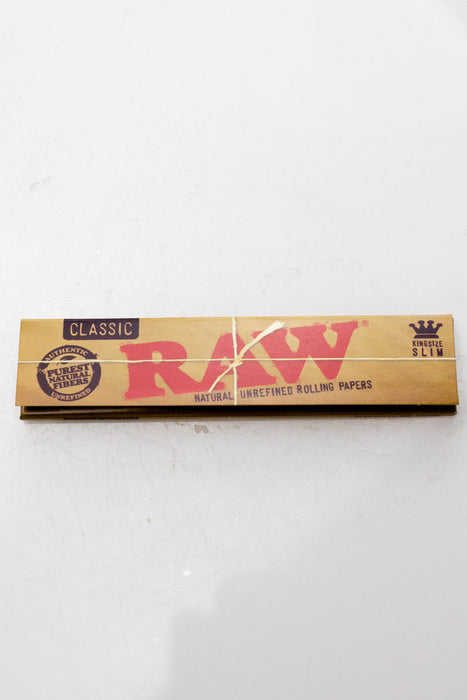 CLASSIC
AUTHENTIC
PUREST
NATURAL
FIBERS
UNREFINED
RAW®
NATURAL UNREFINED ROLLING PAPERS
KINGSIZE
SLIM